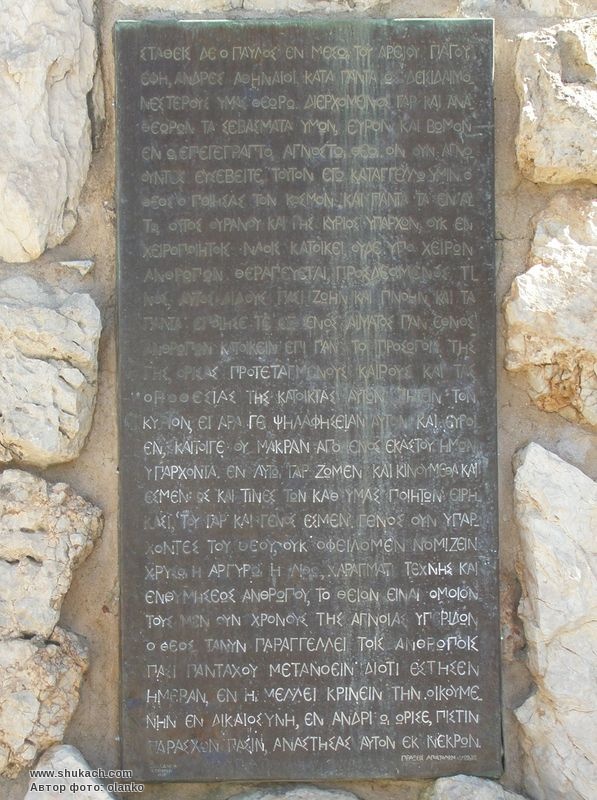 ΣΤΑΘΕΙΣ ΔΕ Ο ΠΑΥΛΟΣ ΕΝ ΜΕΣΩ ΤΟΥ ΑΡΕΙΟΥ ΠΑΓΟΥ
ΕΦΗ, ΑΝΔΡΕΣ ΑΘΗΝΑΙΟΙ ΚΑΤΑ ΠΑΝΤΑ ΩΣ ΔΕΙΣΙΔΑΙΜΟ
ΝΕΣΤΕΡΟΥΣ ΥΜΑΣ ΘΕΩΡΩ. ΔΙΕΡΧΟΜΕΝΟΣ ΓΑΡ ΚΑΙ ΑΝΑ
ΘΕΩΡΩΝ ΤΑ ΣΕΒΑΣΜΑΤΑ ΥΜΩΝ, ΕΥΡΟΝ ΚΑΙ ΒΩΜΟΝ
ΕΝ Ω ΕΠΕΓΕΓΡΑΠΤΟ, ΑΓΝΩΣΤΩ ΘΕΩ. ΟΝ ΟΥΝ ΑΓΝΟ
ΟΥΝΤΕΣ ΕΥΣΕΒΕΙΤΕ, ΤΟΥΤΟΝ ΕΓΩ ΚΑΤΑΓΓΕΛΛΩ ΥΜΙΝ. Ο
ΘΕΟΣ Ο ΠΟΙΗΣΑΣ ΤΟΝ ΚΟΣΜΟΝ ΚΑΙ ΠΑΝΤΑ ΤΑ ΕΝ ΑΥ
ΤΩ, ΟΥΤΟΣ ΟΥΡΑΝΟΥ ΚΑΙ ΓΗΣ ΚΥΡΙΟΣ ΥΠΑΡΧΩΝ, ΟΥΚ ΕΝ
ΧΕΙΡΟΠΟΙΗΤΟΙΣ ΝΑΟΙΣ ΚΑΤΟΙΚΕΙ ΟΥΔΕ ΥΠΟ ΧΕΙΡΩΝ
ΑΝΘΡΩΠΩΝ ΘΕΡΑΠΕΥΕΤΑΙ ΠΡΟΣΔΕΟΜΕΝΟΣ ΤΙ
ΝΟΣ, ΑΥΤΟΣ ΔΙΔΟΥΣ ΠΑΣΙ ΖΩΗΝ ΚΑΙ ΠΝΟΗΝ ΚΑΙ ΤΑ
ΠΑΝΤΑ ΕΠΟΙΗΣΕ ΤΕ ΕΞ ΕΝΟΣ ΑΙΜΑΤΟΣ ΠΑΝ ΕΘΝΟΣ
ΑΝΘΡΩΠΩΝ ΚΑΤΟΙΚΕΙΝ ΕΠΙ ΠΑΝ ΤΟ ΠΡΟΣΩΠΟΝ ΤΗΣ
ΓΗΣ, ΟΡΙΣΑΣ ΠΡΟΤΕΤΑΓΜΕΝΟΥΣ ΚΑΙΡΟΥΣ ΚΑΙ ΤΑΣ
ΟΡΟΘΕΣΙΑΣ ΤΗΣ ΚΑΤΟΙΚΙΑΣ ΑΥΤΩΝ ΖΗΤΕΙΝ ΤΟΝ
ΚΥΡΙΟΝ, ΕΙ ΑΡΑ ΓΕ ΨΗΛΑΦΗΣΕΙΑΝ ΑΥΤΟΝ ΚΑΙ ΕΥΡΟΙ
ΕΝ, ΚΑΙΤΟΙΓΕ ΟΥ ΜΑΚΡΑΝ ΑΠΟ ΕΝΟΣ ΕΚΑΣΤΟΥ ΗΜΩΝ
ΥΠΑΡΧΟΝΤΑ. ΕΝ ΑΥΤΩ ΓΑΡ ΖΩΜΕΝ ΚΑΙ ΚΙΝΟΥΜΕΘΑ ΚΑΙ
ΕΣΜΕΝ ΩΣ ΚΑΙ ΤΙΝΕΣ ΤΩΝ ΚΑΘ ΥΜΑΣ ΠΟΙΗΤΩΝ ΕΙΡΗ
ΚΑΣΙ, ΤΟΥ ΓΑΡ ΚΑΙ ΓΕΝΟΣ ΕΣΜΕΝ. ΓΕΝΟΣ ΟΥΝ ΥΠΑΡ
ΧΟΝΤΕΣ ΤΟΥ ΘΕΟΥ, ΟΥΚ ΟΦΕΙΛΟΜΕΝ ΝΟΜΙΖΕΙΝ
ΧΡΥΣΩ Η ΑΡΓΥΡΩ Η ΛΙΘΩ, ΧΑΡΑΓΜΑΤΙ ΤΕΧΝΗΣ ΚΑΙ
ΕΝΘΥΜΗΣΕΩΣ ΑΝΘΡΩΠΟΥ, ΤΟ ΘΕΙΟΝ ΕΙΝΑΙ ΟΜΟΙΟΝ
ΤΟΥΣ ΜΕΝ ΟΥΝ ΧΡΟΝΟΥΣ ΤΗΣ ΑΓΝΟΙΑΣ ΥΠΕΡΙΔΩΝ
Ο ΘΕΟΣ ΤΑΝΥΝ ΠΑΡΑΓΓΕΛΛΕΙ ΤΟΙΣ ΑΝΘΡΩΠΟΙΣ
ΠΑΣΙ ΠΑΝΤΑΧΟΥ ΜΕΤΑΝΟΕΙΝ ΔΙΟΤΙ ΕΣΤΗΣΕΝ
ΗΜΕΡΑΝ, ΕΝ Η ΜΕΛΛΕΙ ΚΡΙΝΕΙΝ ΤΗΝ ΟΙΚΟΥΜΕ
ΝΗΝ ΕΝ ΔΙΚΑΙΟΣΥΝΗ, ΕΝ ΑΝΔΡΙ Ω ΩΡΙΣΕ, ΠΙΣΤΙΝ
ΠΑΡΑΣΧΩΝ ΠΑΣΙΝ, ΑΝΑΣΤΗΣΑΣ ΑΥΤΟΝ ΕΚ ΝΕΚΡΩΝ.
ΠΡΑΞΕΙΣ ΑΠΟΣΤΟΛΩΝ
www.shukach.com
Автор фото: olanko